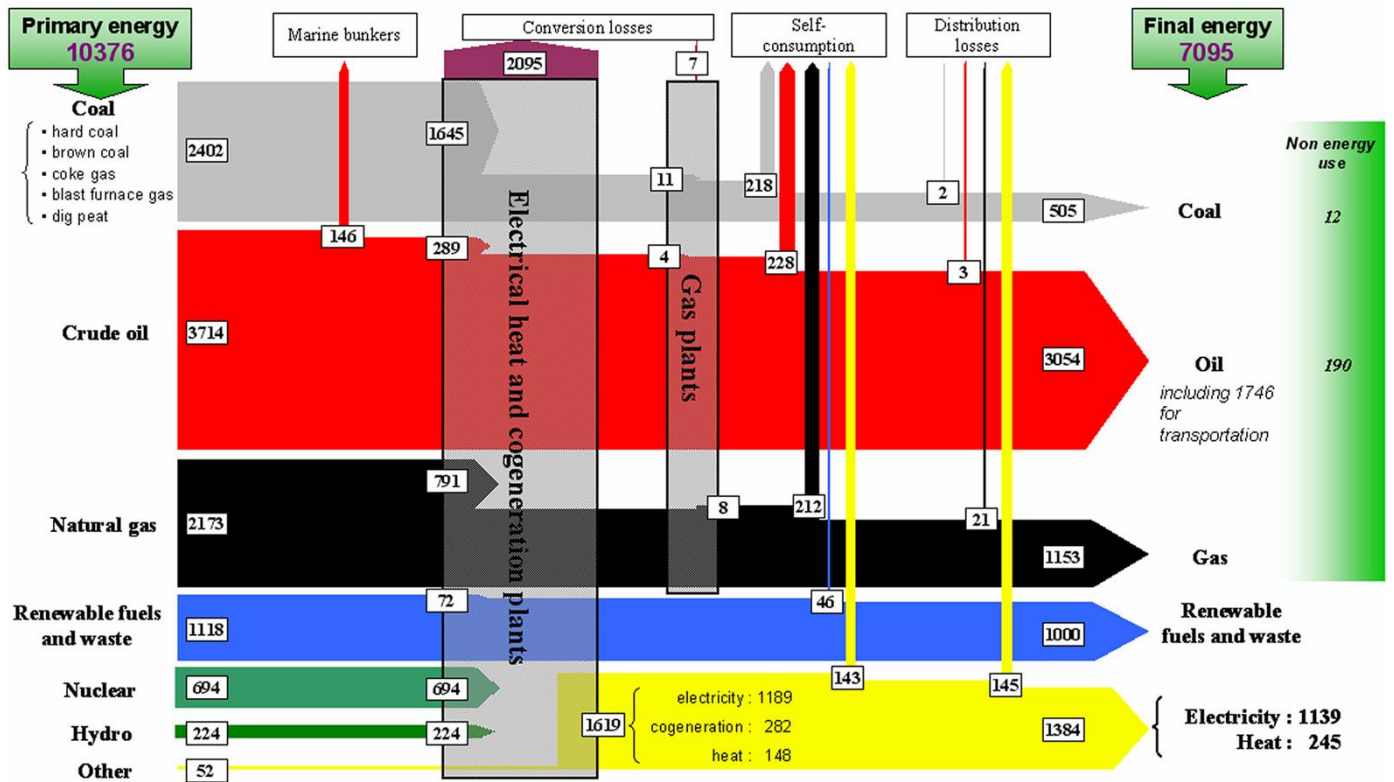 Primary energy
10376
Marine bunkers
Conversion losses
Self-
consumption
Distribution
losses
Final energy
7095
2095
7
Coal
• hard coal
• brown coal
• coke gas
• blast furnace gas
• dig peat
2402
1645
11
218
2
505
Coal
Non energy
use
12
146
289
4
228
3
Crude oil
3714
3054
Oil
including 1746
for
transportation
190
Electrical heat and cogeneration plants
Gas plants
Natural gas
2173
791
8
212
21
1153
Gas
Renewable fuels
and waste
1118
72
46
1000
Renewable
fuels and waste
Nuclear
694
694
143
145
Hydro
224
224
1619
electricity : 1189
cogeneration : 282
heat : 148
1384
Electricity : 1139
Heat : 245
Other
52